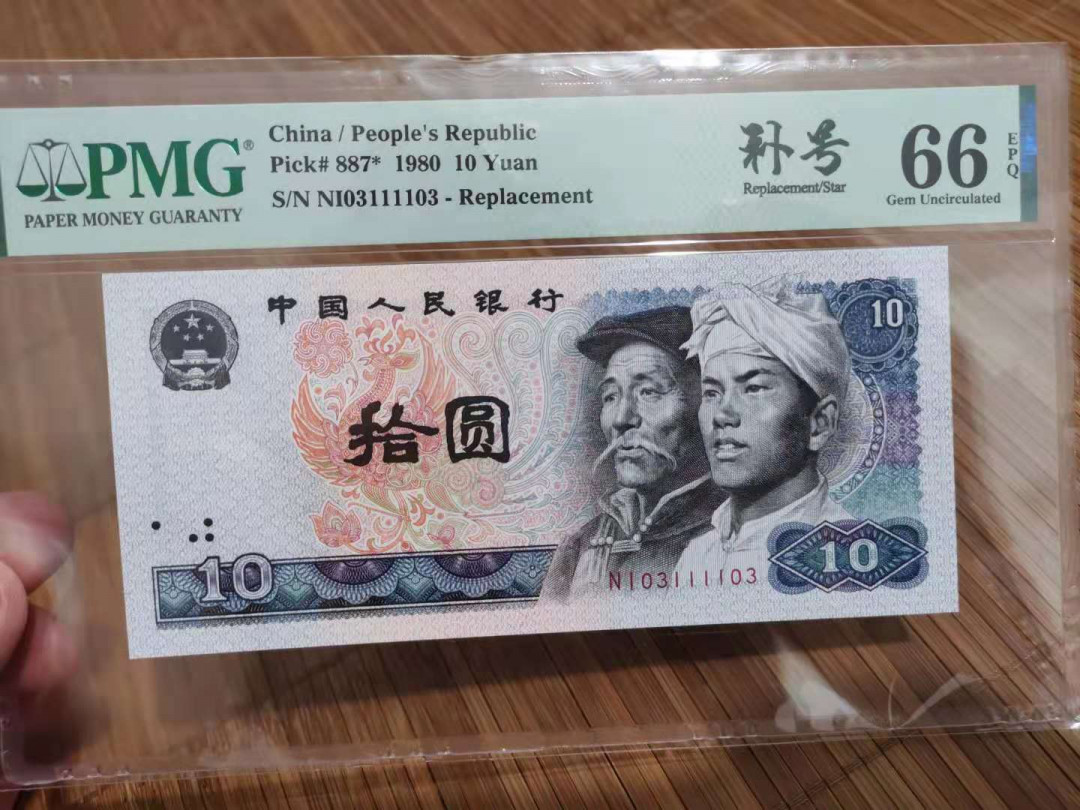 PMG®
PAPER MONEY GUARANTY
China / People's Republic
Pick# 887* 1980 10 Yuan
S/N NI03111103 - Replacement
补号
Replacement/Star
66
Gem Uncirculated
EPQ
中国人民银行
10
拾圆
10
NI03111103
10